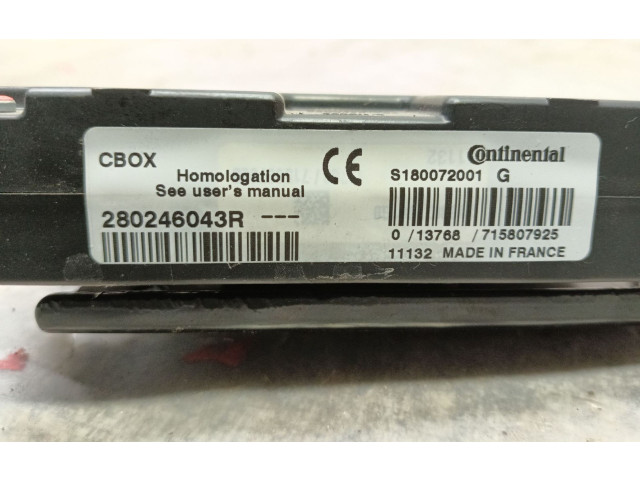 CBOX
Homologation
See user's manual
CE
280246043R ---
Continental
S180072001 G
0 / 13768 / 715807925
11132 MADE IN FRANCE